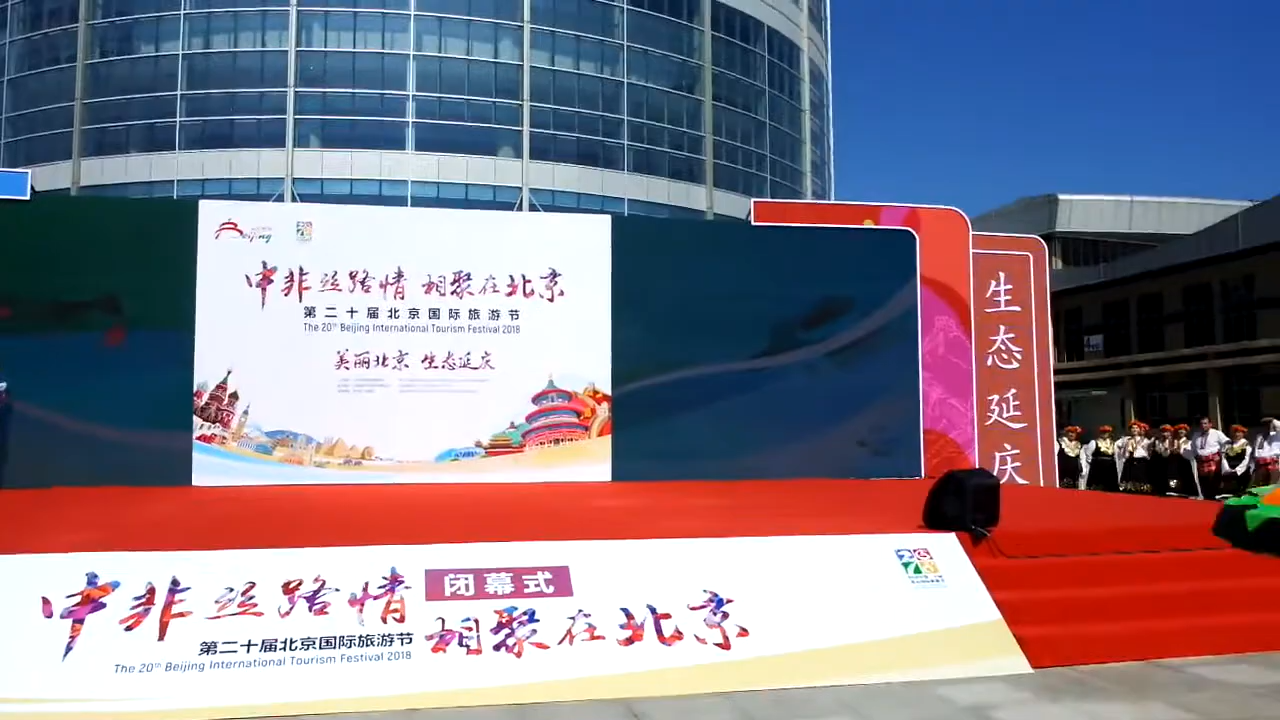 Beijing
中非丝路情 相聚在北京
第二十届北京国际旅游节
The 20th Beijing International Tourism Festival 2018
美丽北京 生态延庆
生态延庆
中非丝路情 闭幕式
相聚在北京
第二十届北京国际旅游节
The 20th Beijing International Tourism Festival 2018